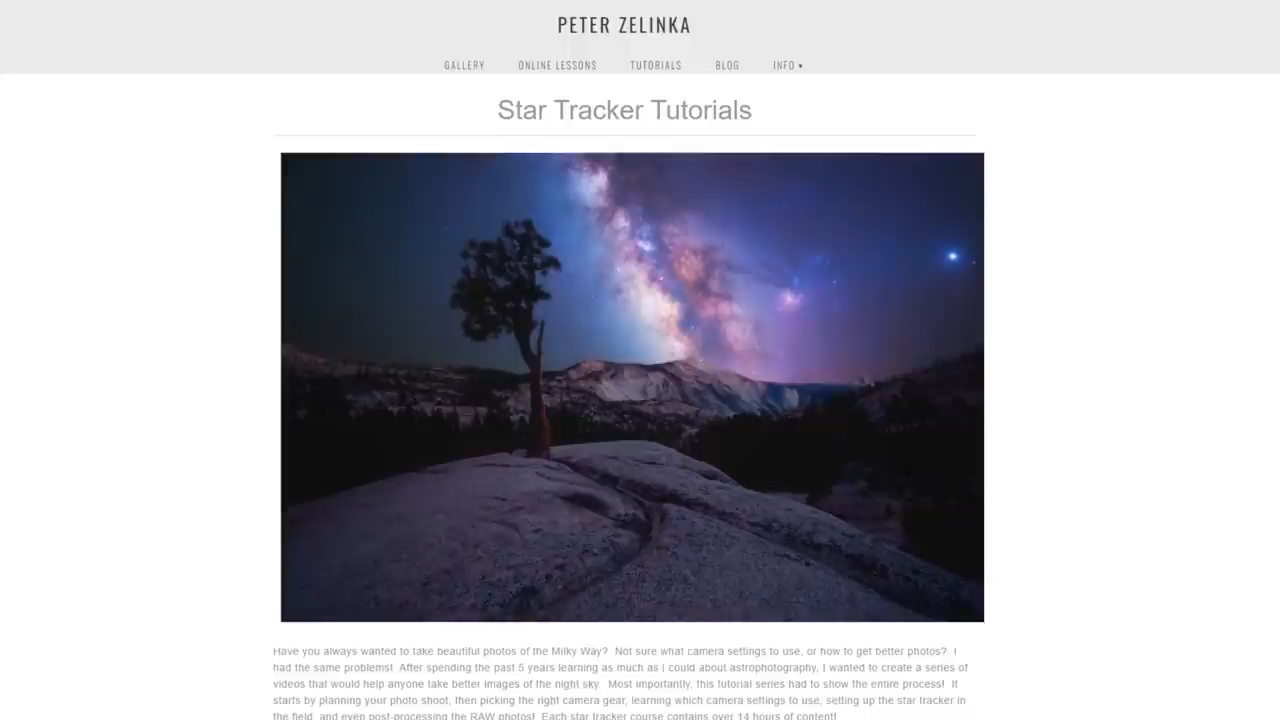 PETER ZELINKA
GALLERY ONLINE LESSONS TUTORIALS BLOG INFO ▾
Star Tracker Tutorials
Have you always wanted to take beautiful photos of the Milky Way? Not sure what camera settings to use, or how to get better photos? I
had the same problems! After spending the past 5 years learning as much as I could about astrophotography, I wanted to create a series of
videos that would help anyone take better images of the night sky. Most importantly, this tutorial series had to show the entire process! It
starts by planning your photo shoot, then picking the right camera gear, learning which camera settings to use, setting up the star tracker in
the field, and even post-processing the RAW photos! Each star tracker course contains over 14 hours of content!